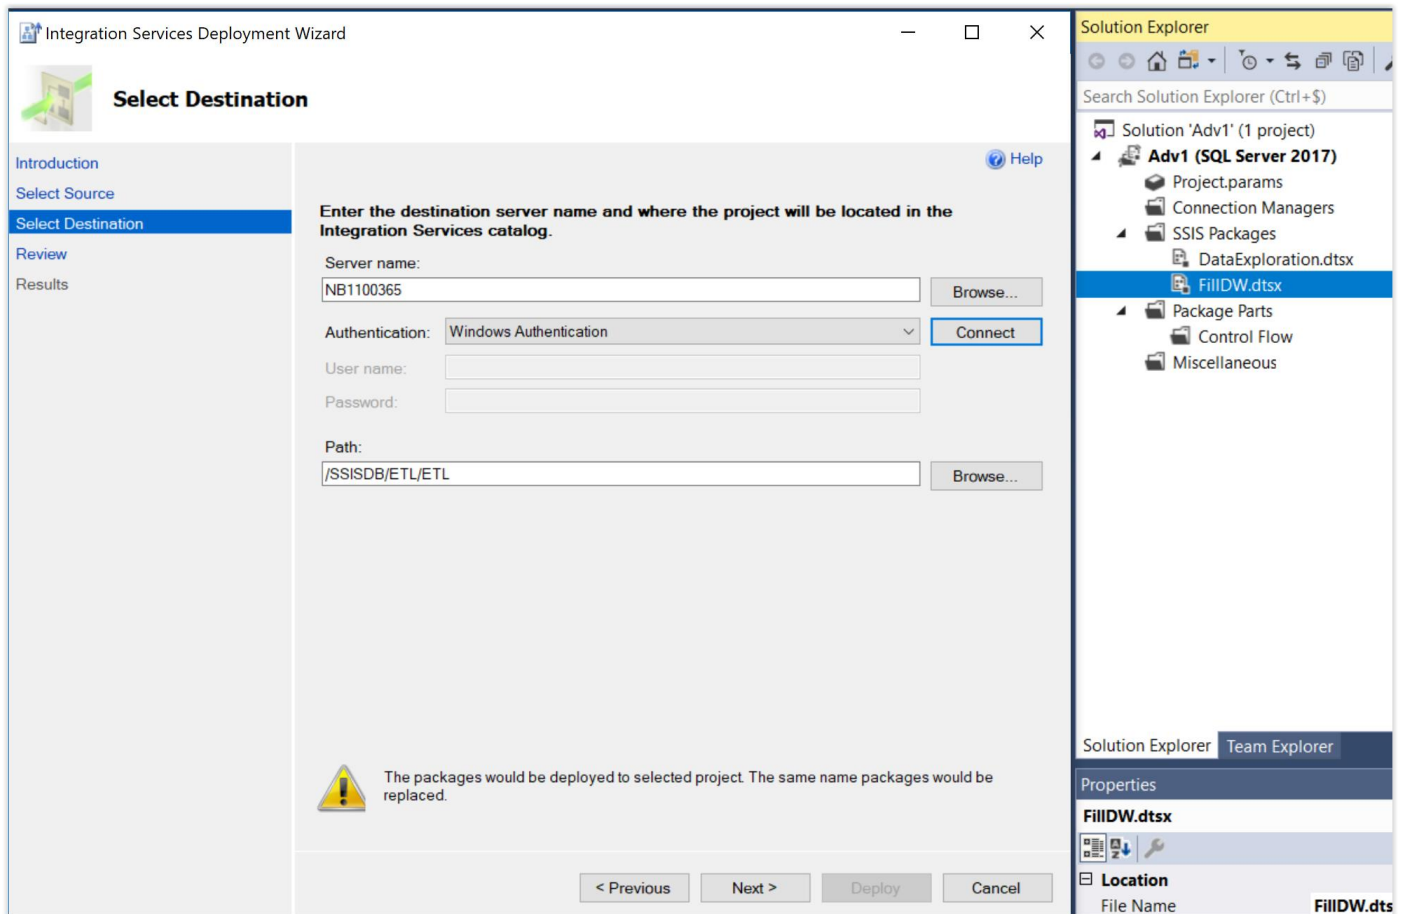 Integration Services Deployment Wizard
Select Destination
Introduction
Select Source
Select Destination
Review
Results
Help
Enter the destination server name and where the project will be located in the
Integration Services catalog.
Server name:
NB1100365
Browse...
Authentication:
Windows Authentication
Connect
User name:
Password:
Path:
/SSISDB/ETL/ETL
Browse...
The packages would be deployed to selected project. The same name packages would be
replaced.
< Previous
Next >
Deploy
Cancel
Solution Explorer
Search Solution Explorer (Ctrl+$)
Solution 'Adv1' (1 project)
Adv1 (SQL Server 2017)
Project.params
Connection Managers
SSIS Packages
DataExploration.dtsx
FillDW.dtsx
Package Parts
Control Flow
Miscellaneous
Solution Explorer
Team Explorer
Properties
FillDW.dtsx
Location
File Name
FillDW.dts